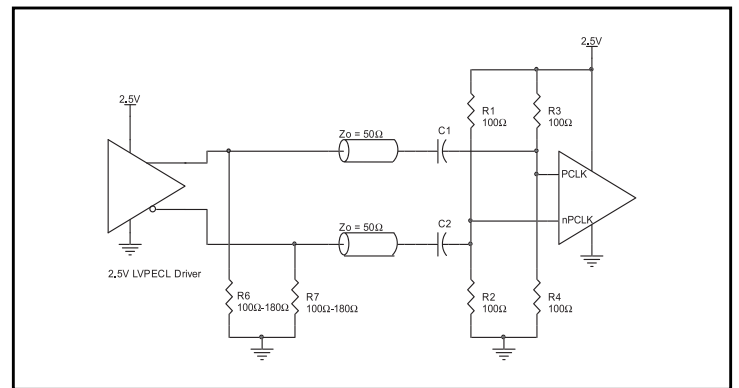 2.5V
2.5V
R1
100Ω
R3
100Ω
Zo = 50Ω
C1
PCLK
nPCLK
Zo = 50Ω
C2
2.5V LVPECL Driver
R6
100Ω-180Ω
R7
100Ω-180Ω
R2
100Ω
R4
100Ω